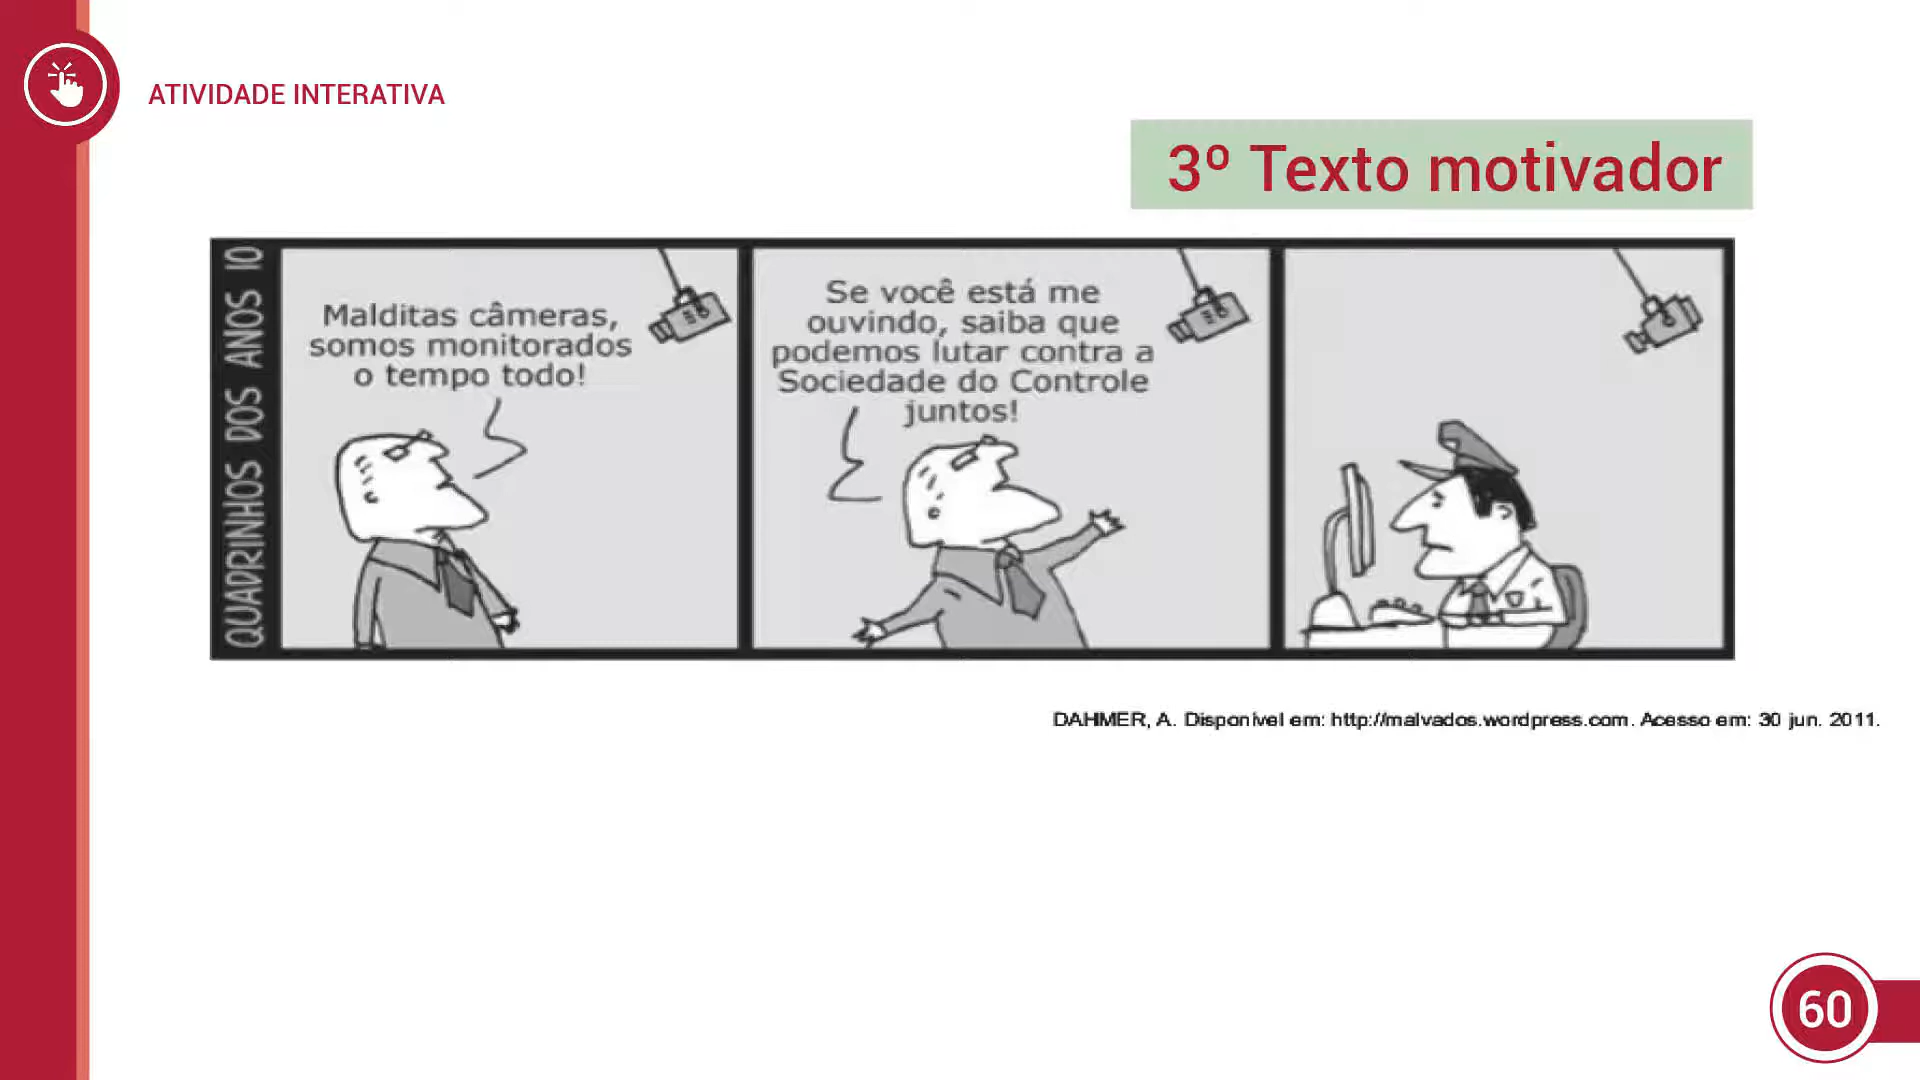 ATIVIDADE INTERATIVA
3º Texto motivador
QUADRINHOS DOS ANOS 10
Malditas câmeras,
somos monitorados
o tempo todo!
Se você está me
ouvindo, saiba que
podemos lutar contra a
Sociedade do Controle
juntos!
DAHMER, A. Disponível em: http://malvados.wordpress.com. Acesso em: 30 jun. 2011.
60